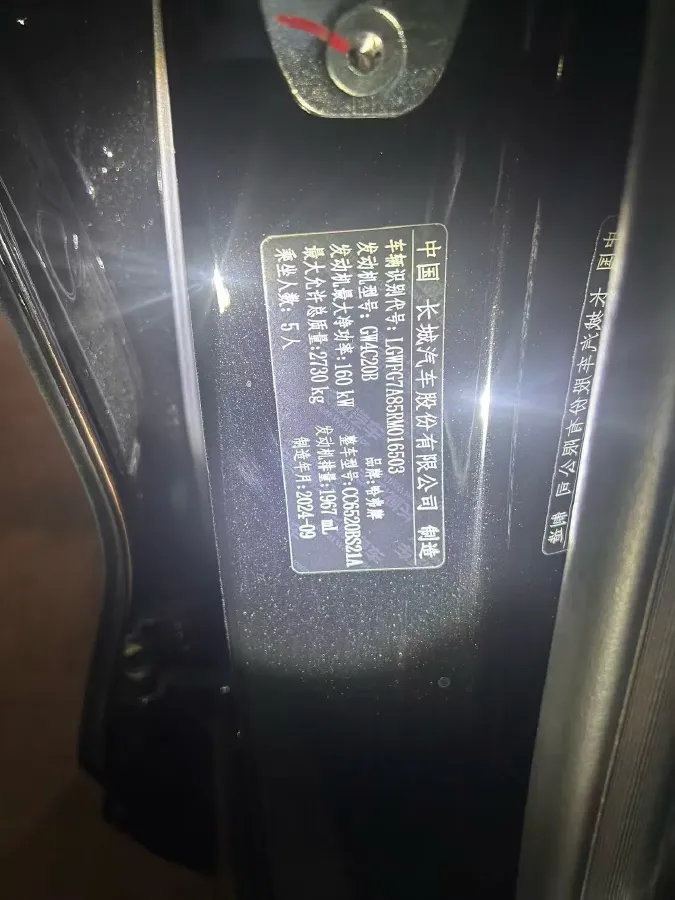 中国 长城汽车股份有限公司 制造
品牌:哈弗牌
车辆识别代号: LGWFG7A85RM016503
发动机型号: GW4C20B
整车型号:CC6520BS21A
发动机最大净功率: 160 kW
发动机排量:1967 mL
最大允许总质量: 2730 kg
制造年月:2024-09
乘坐人数: 5 人